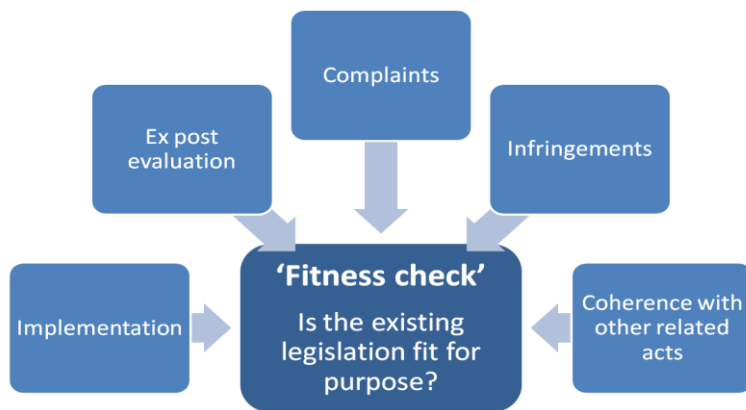 Complaints
Ex post
evaluation
Infringements
Implementation
‘Fitness check’
Is the existing
legislation fit for
purpose?
Coherence with
other related
acts